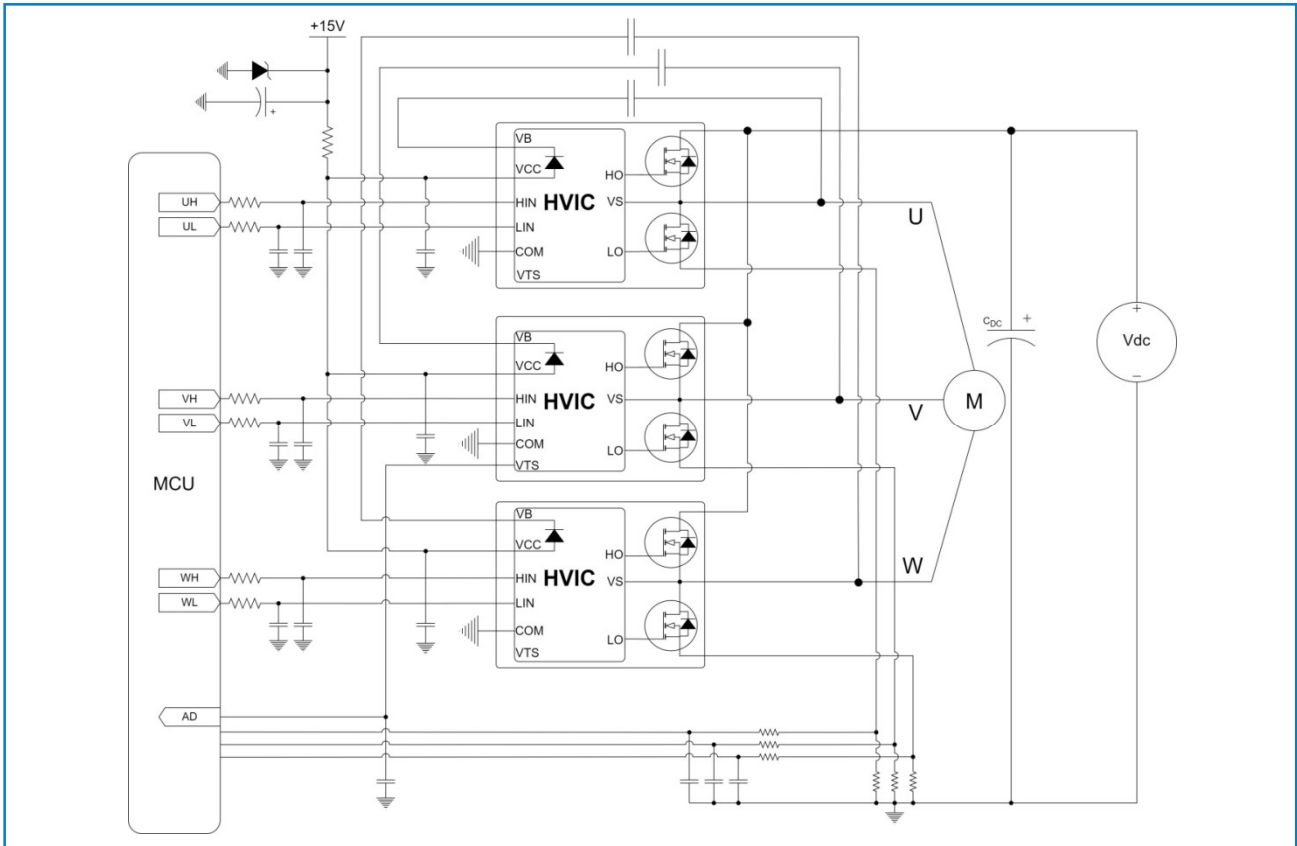 +15V
+
VB
VCC
HO
UH
HIN
HVIC
VS
U
UL
LIN
COM
LO
VTS
VB
VCC
HO
CDC
+
+
Vdc
−
VH
HIN
HVIC
VS
V
M
VL
LIN
COM
LO
VTS
MCU
VB
VCC
HO
WH
HIN
HVIC
VS
W
WL
LIN
COM
LO
VTS
AD